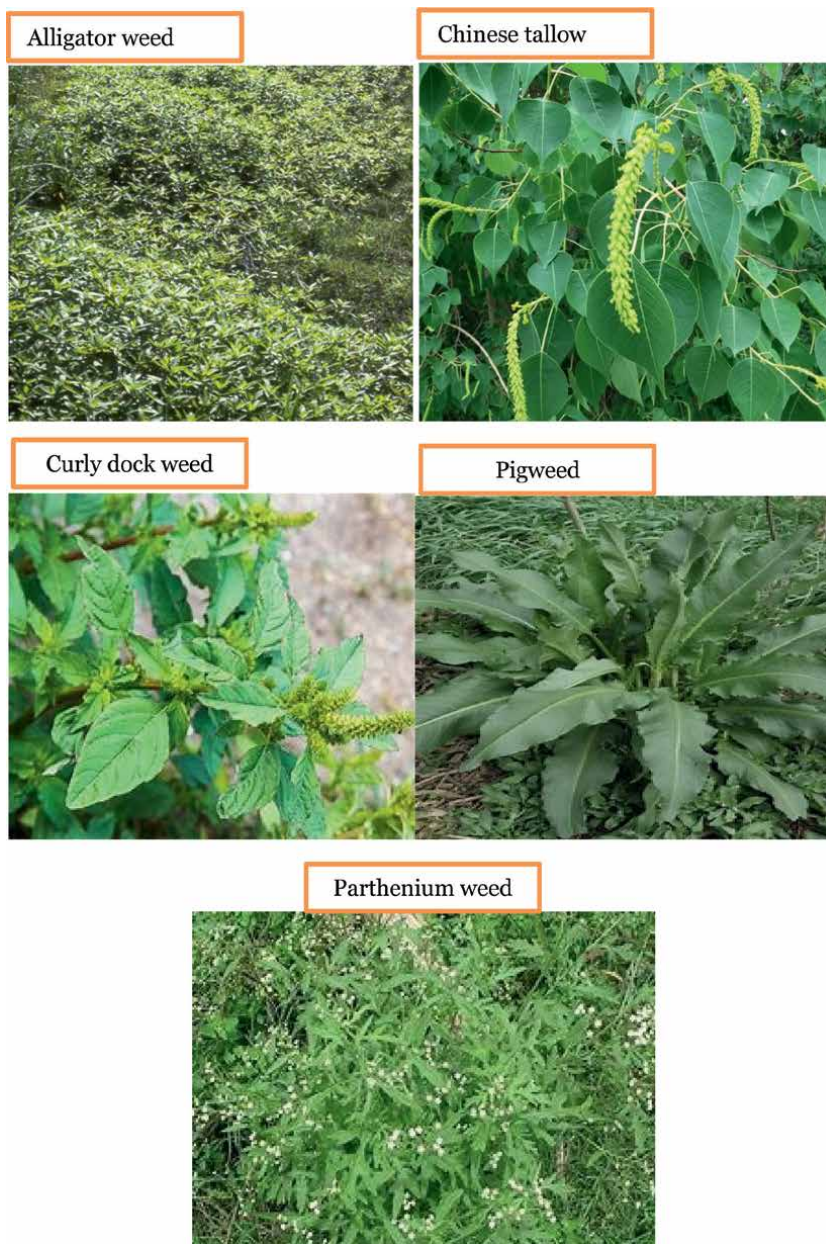 Alligator weed
Chinese tallow
Curly dock weed
Pigweed
Parthenium weed